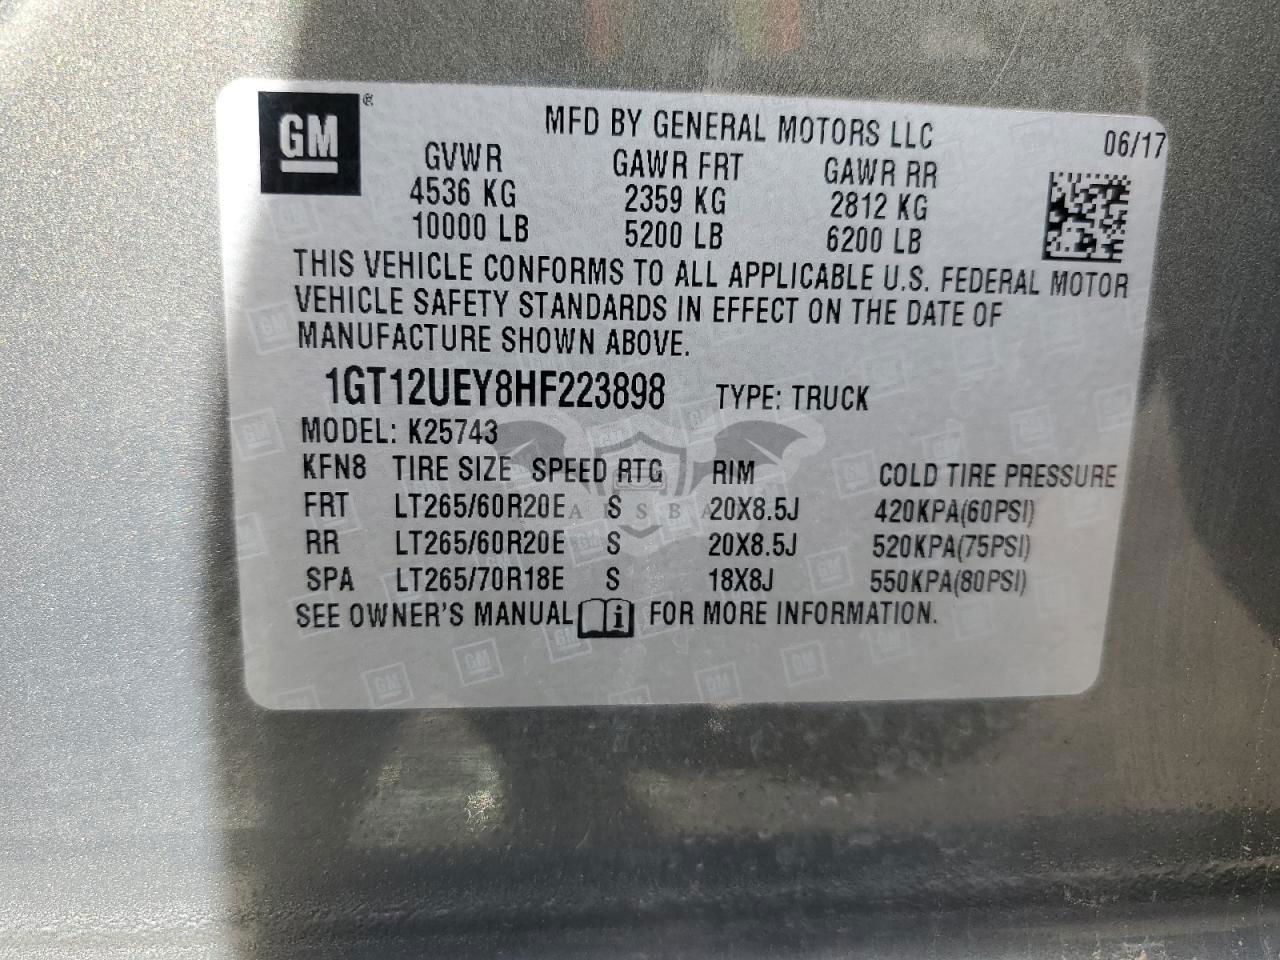 GM ®
MFD BY GENERAL MOTORS LLC 06/17
GVWR GAWR FRT GAWR RR
4536 KG 2359 KG 2812 KG
10000 LB 5200 LB 6200 LB
THIS VEHICLE CONFORMS TO ALL APPLICABLE U.S. FEDERAL MOTOR
VEHICLE SAFETY STANDARDS IN EFFECT ON THE DATE OF
MANUFACTURE SHOWN ABOVE.
1GT12UEY8HF223898 TYPE: TRUCK
MODEL: K25743
KFN8 TIRE SIZE SPEED RTG RIM COLD TIRE PRESSURE
FRT LT265/60R20E S 20X8.5J 420KPA(60PSI)
RR LT265/60R20E S 20X8.5J 520KPA(75PSI)
SPA LT265/70R18E S 18X8J 550KPA(80PSI)
SEE OWNER'S MANUAL i FOR MORE INFORMATION.
GM GM GM GM